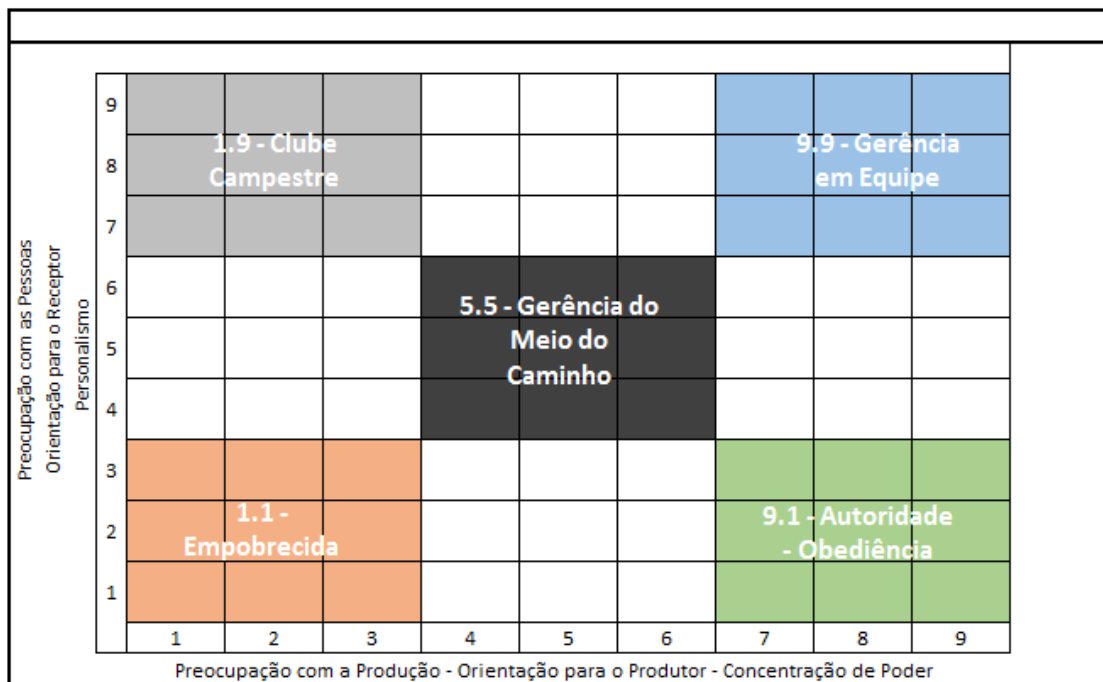 Preocupação com as Pessoas
Orientação para o Receptor
Personalismo
9
8
7
6
5
4
3
2
1
1.9 - Clube
Campestre
9.9 - Gerência
em Equipe
5.5 - Gerência do
Meio do
Caminho
1.1 -
Empobrecida
9.1 - Autoridade
- Obediência
1 2 3 4 5 6 7 8 9
Preocupação com a Produção - Orientação para o Produtor - Concentração de Poder